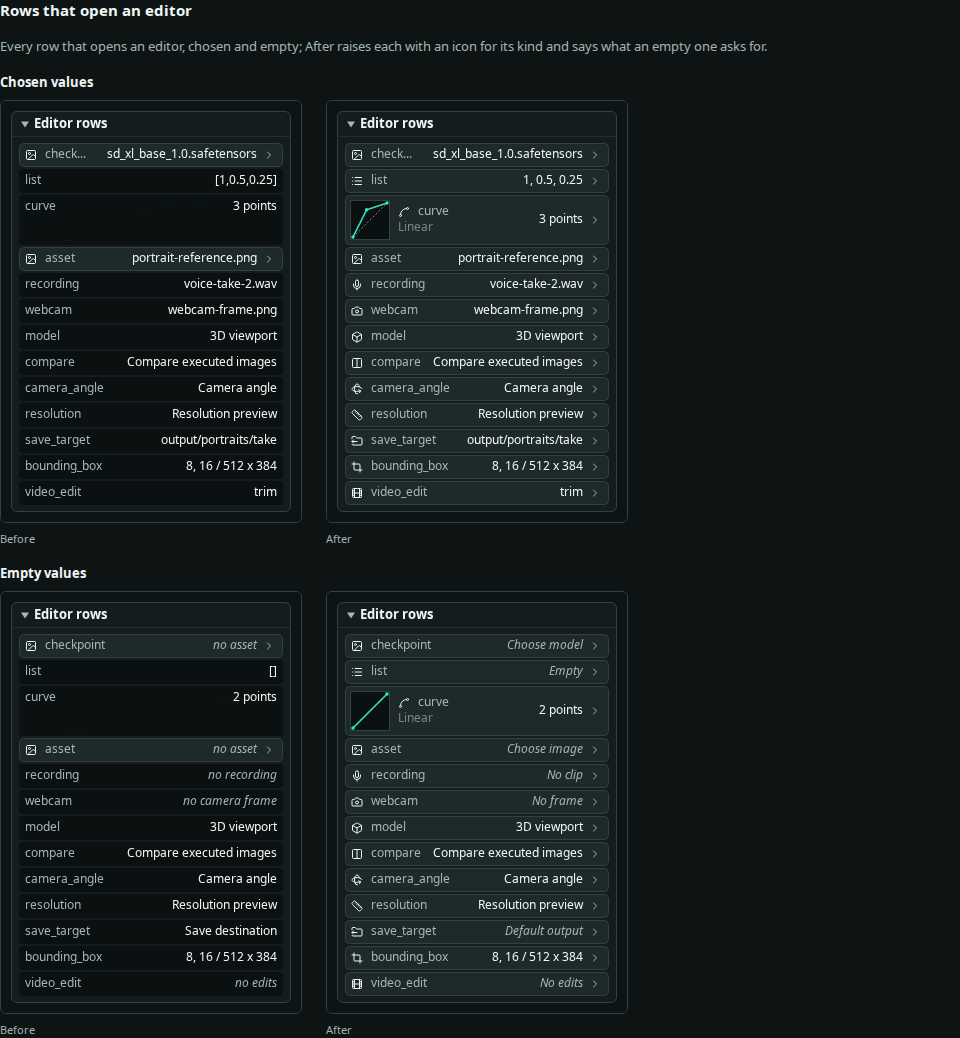 Rows that open an editor
Every row that opens an editor, chosen and empty; After raises each with an icon for its kind and says what an empty one asks for.
Chosen values
Editor rows
check... sd_xl_base_1.0.safetensors
list [1,0.5,0.25]
curve 3 points
asset portrait-reference.png
recording voice-take-2.wav
webcam webcam-frame.png
model 3D viewport
compare Compare executed images
camera_angle Camera angle
resolution Resolution preview
save_target output/portraits/take
bounding_box 8, 16 / 512 x 384
video_edit trim
Before
Editor rows
check... sd_xl_base_1.0.safetensors
list 1, 0.5, 0.25
curve 3 points
Linear
asset portrait-reference.png
recording voice-take-2.wav
webcam webcam-frame.png
model 3D viewport
compare Compare executed images
camera_angle Camera angle
resolution Resolution preview
save_target output/portraits/take
bounding_box 8, 16 / 512 x 384
video_edit trim
After
Empty values
Editor rows
checkpoint no asset
list []
curve 2 points
asset no asset
recording no recording
webcam no camera frame
model 3D viewport
compare Compare executed images
camera_angle Camera angle
resolution Resolution preview
save_target Save destination
bounding_box 8, 16 / 512 x 384
video_edit no edits
Before
Editor rows
checkpoint Choose model
list Empty
curve 2 points
Linear
asset Choose image
recording No clip
webcam No frame
model 3D viewport
compare Compare executed images
camera_angle Camera angle
resolution Resolution preview
save_target Default output
bounding_box 8, 16 / 512 x 384
video_edit No edits
After